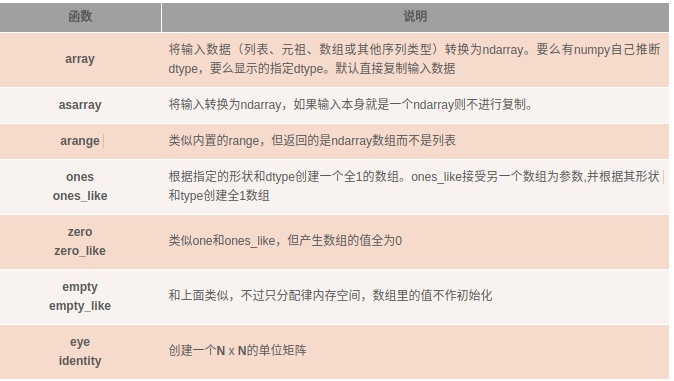 函数 说明
array
将输入数据（列表、元祖、数组或其他序列类型）转换为ndarray。要么有numpy自己推断
dtype，要么显示的指定dtype。默认直接复制输入数据
asarray
将输入转换为ndarray，如果输入本身就是一个ndarray则不进行复制。
arange
类似内置的range，但返回的是ndarray数组而不是列表
ones
ones_like
根据指定的形状和dtype创建一个全1的数组。ones_like接受另一个数组为参数,并根据其形状
和type创建全1数组
zero
zero_like
类似one和ones_like，但产生数组的值全为0
empty
empty_like
和上面类似，不过只分配律内存空间，数组里的值不作初始化
eye
identity
创建一个N x N的单位矩阵